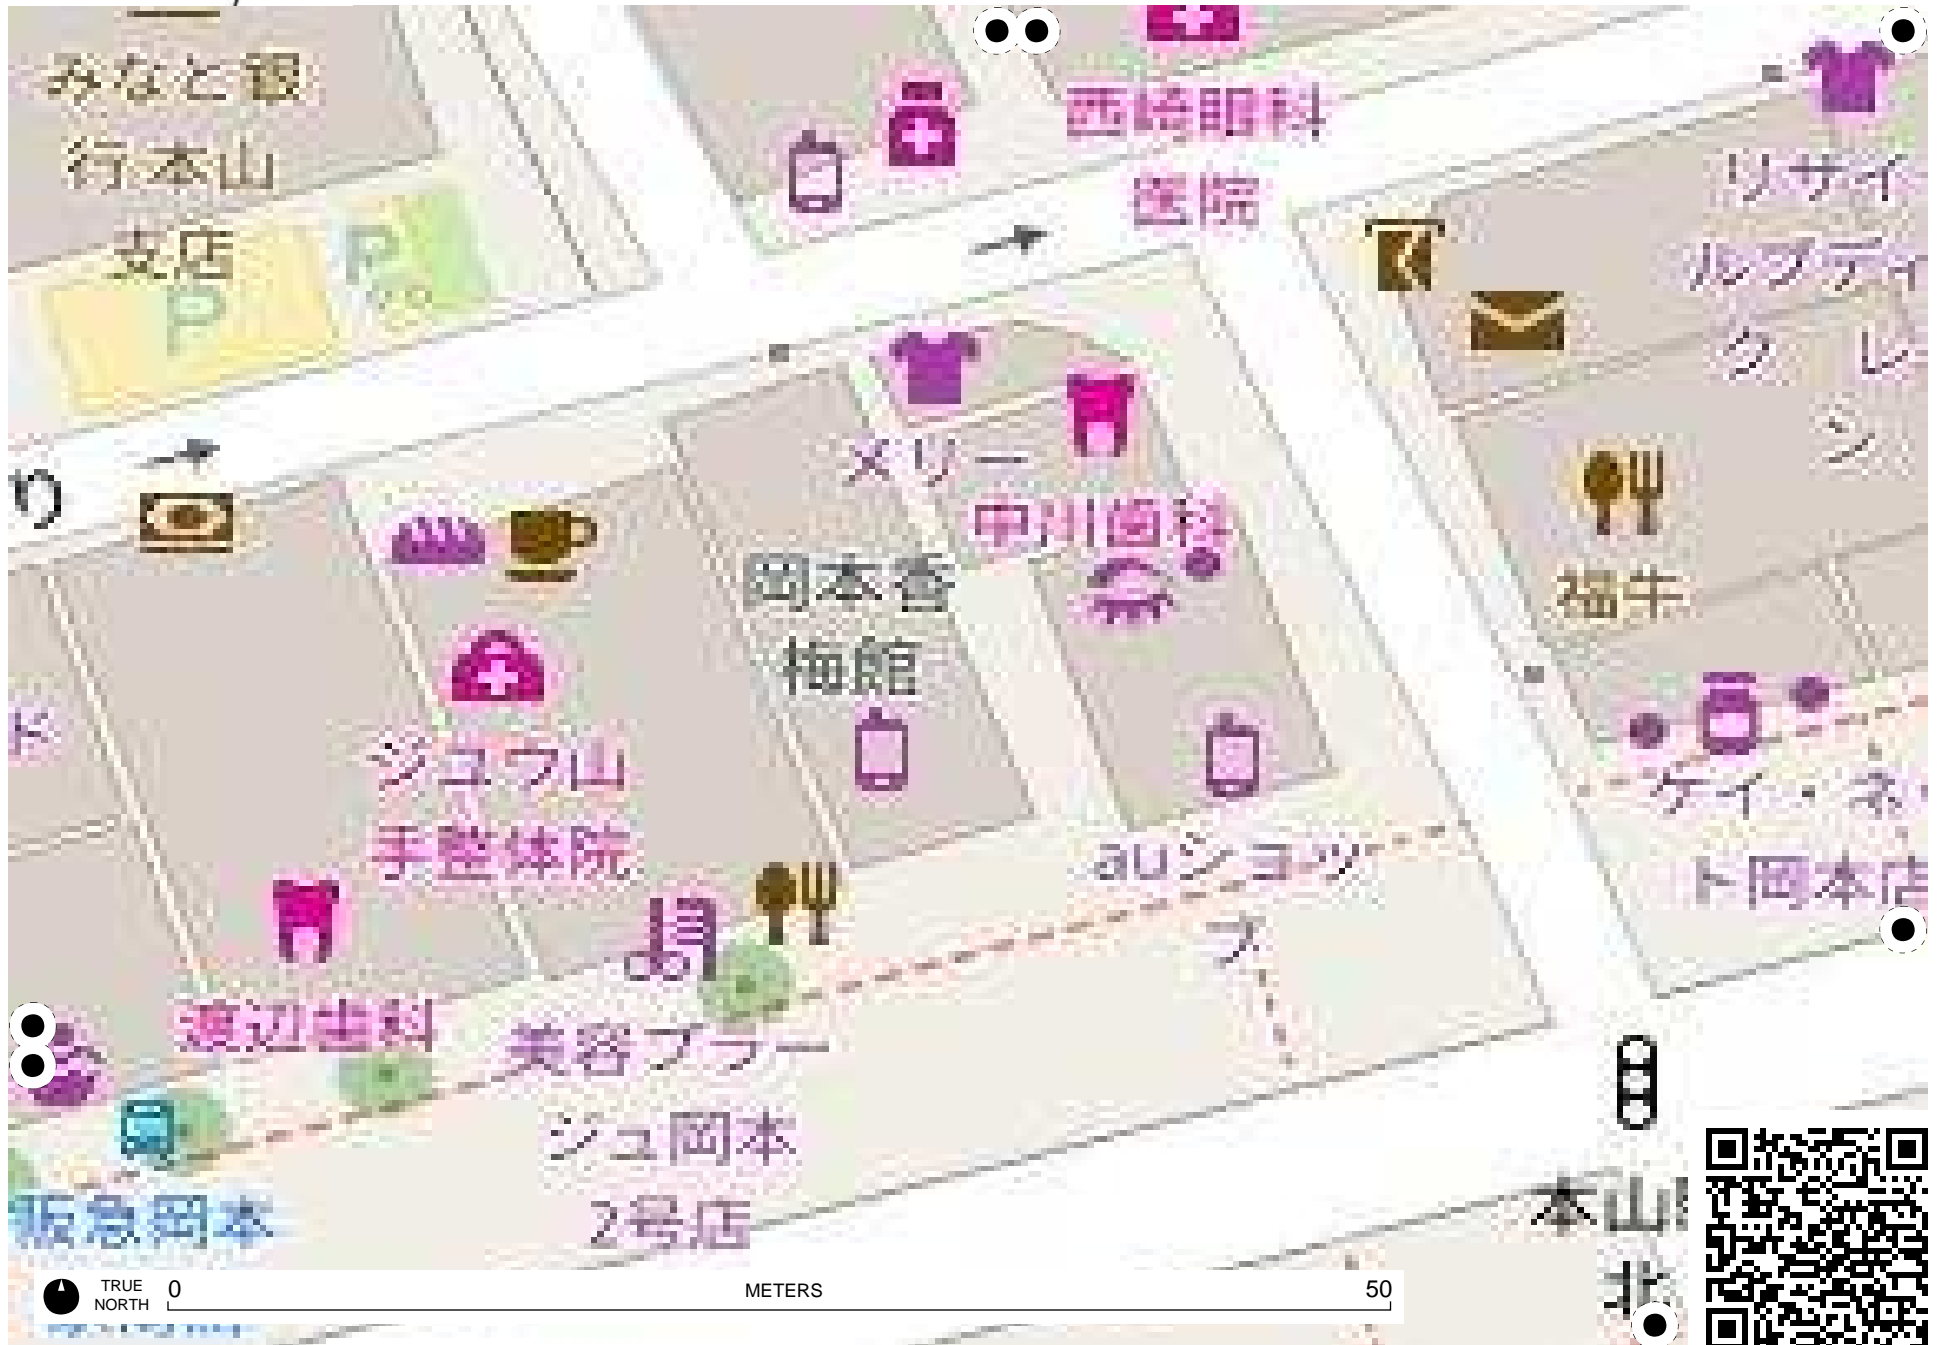 みなと銀
行本山
支店
P
P
西崎眼科
医院
リサイ
ルブティ
ク レ
シ
り
メリー
中川歯科
岡本香
梅館
福牛
ド
ジュウ山
手整体院
auショッ
プ
ケイ・ネッ
ト岡本店
渡辺歯科
美容プラー
ジュ岡本
2号店
阪急岡本
本山
北
TRUE
NORTH
0
METERS
50